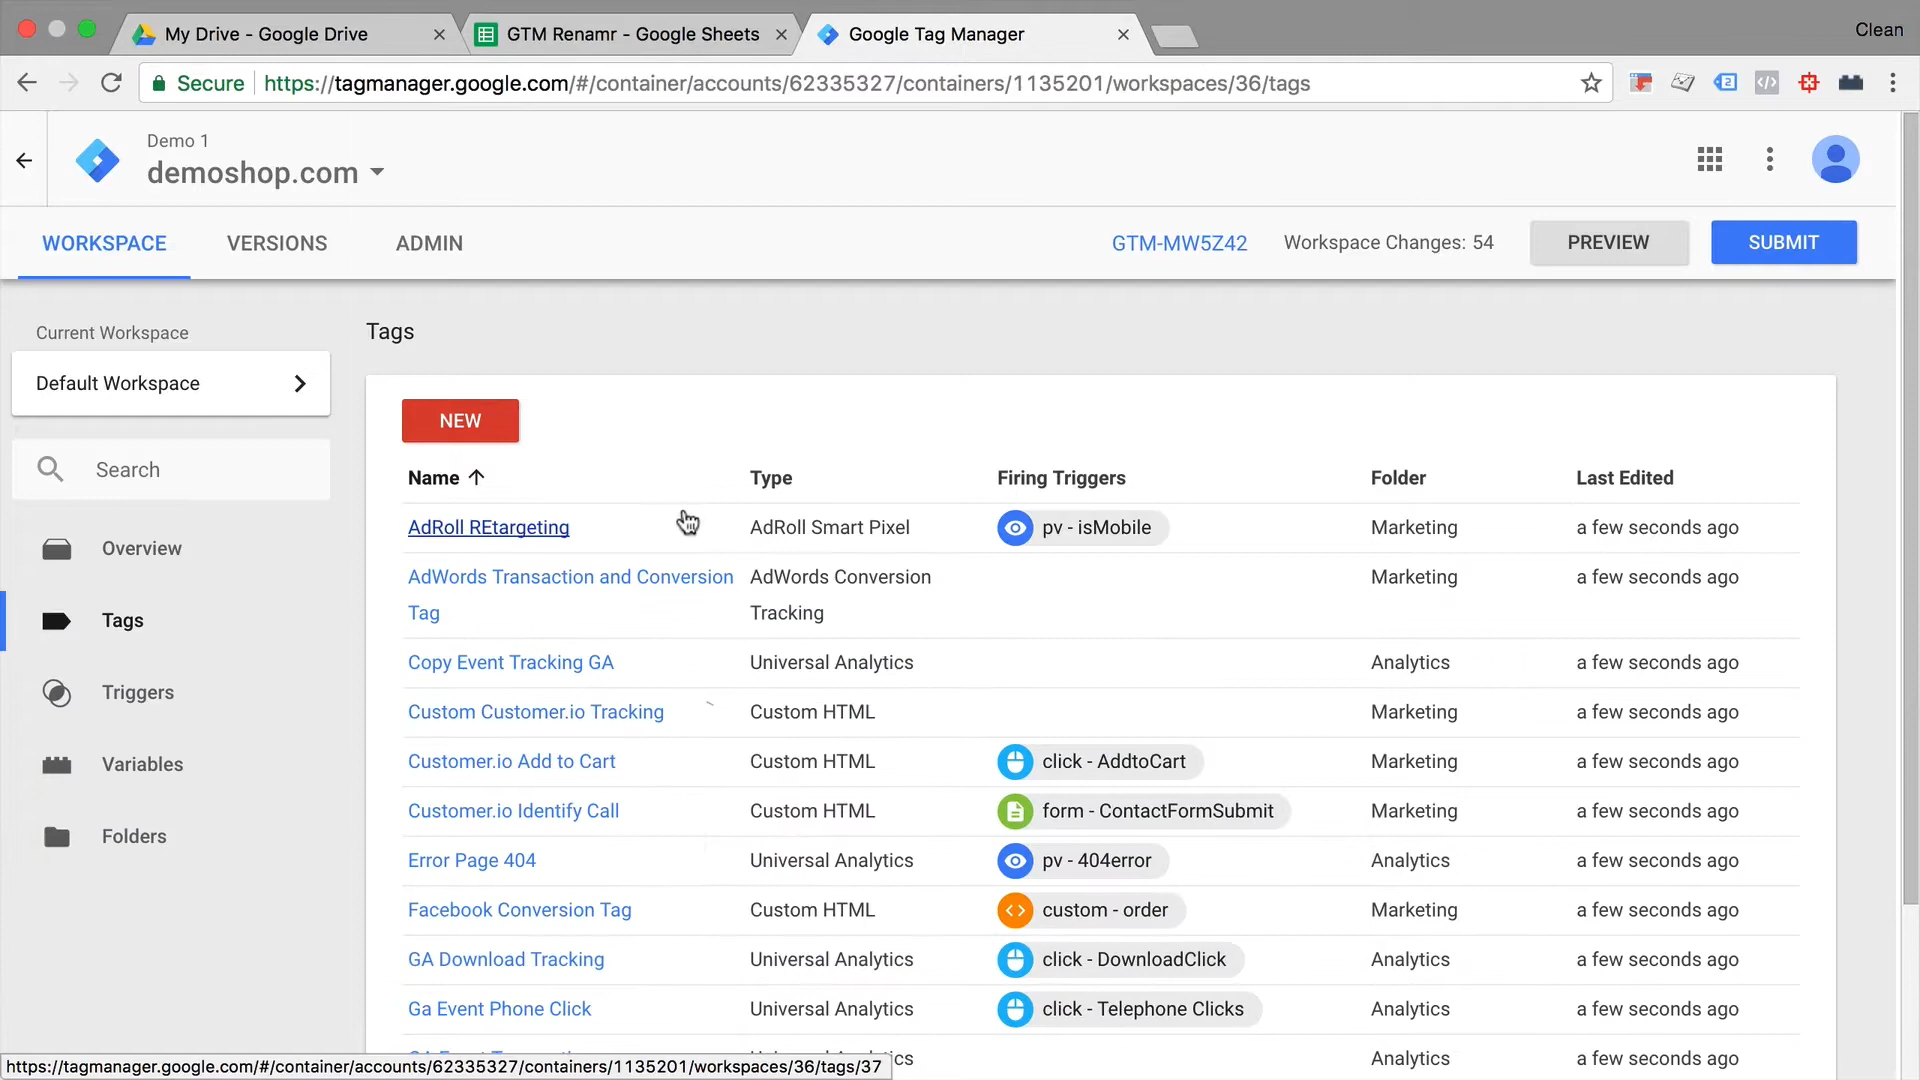 My Drive - Google Drive
GTM Renamr - Google Sheets
Google Tag Manager
Clean
Secure https://tagmanager.google.com/#/container/accounts/62335327/containers/1135201/workspaces/36/tags
Demo 1
demoshop.com
WORKSPACE VERSIONS ADMIN GTM-MW5Z42 Workspace Changes: 54 PREVIEW SUBMIT
Current Workspace
Default Workspace
Search
Overview
Tags
Triggers
Variables
Folders
Tags
NEW
Name Type Firing Triggers Folder Last Edited
AdRoll REtargeting AdRoll Smart Pixel pv - isMobile Marketing a few seconds ago
AdWords Transaction and Conversion AdWords Conversion Marketing a few seconds ago
Tag Tracking
Copy Event Tracking GA Universal Analytics Analytics a few seconds ago
Custom Customer.io Tracking Custom HTML Marketing a few seconds ago
Customer.io Add to Cart Custom HTML click - AddtoCart Marketing a few seconds ago
Customer.io Identify Call Custom HTML form - ContactFormSubmit Marketing a few seconds ago
Error Page 404 Universal Analytics pv - 404error Analytics a few seconds ago
Facebook Conversion Tag Custom HTML custom - order Marketing a few seconds ago
GA Download Tracking Universal Analytics click - DownloadClick Analytics a few seconds ago
Ga Event Phone Click Universal Analytics click - Telephone Clicks Analytics a few seconds ago
Analytics a few seconds ago
https://tagmanager.google.com/#/container/accounts/62335327/containers/1135201/workspaces/36/tags/37